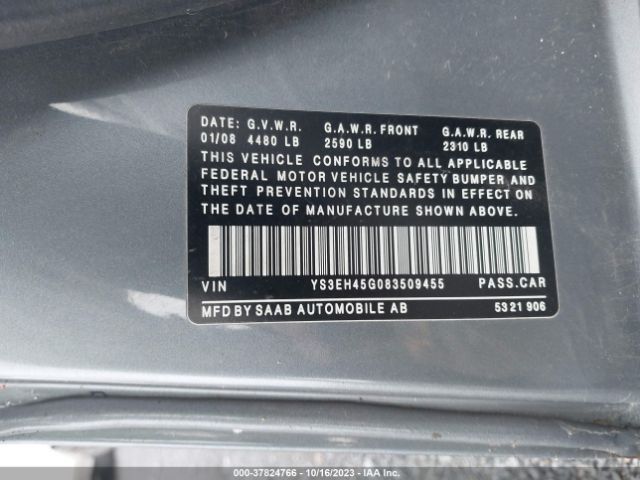 DATE: G.V.W.R. G.A.W.R. FRONT G.A.W.R. REAR
01/08 4480 LB 2590 LB 2310 LB
THIS VEHICLE CONFORMS TO ALL APPLICABLE
FEDERAL MOTOR VEHICLE SAFETY BUMPER AND
THEFT PREVENTION STANDARDS IN EFFECT ON
THE DATE OF MANUFACTURE SHOWN ABOVE.
VIN YS3EH45G083509455 PASS.CAR
MFD BY SAAB AUTOMOBILE AB 5321906
000-37824766 - 10/16/2023 - IAA Inc.